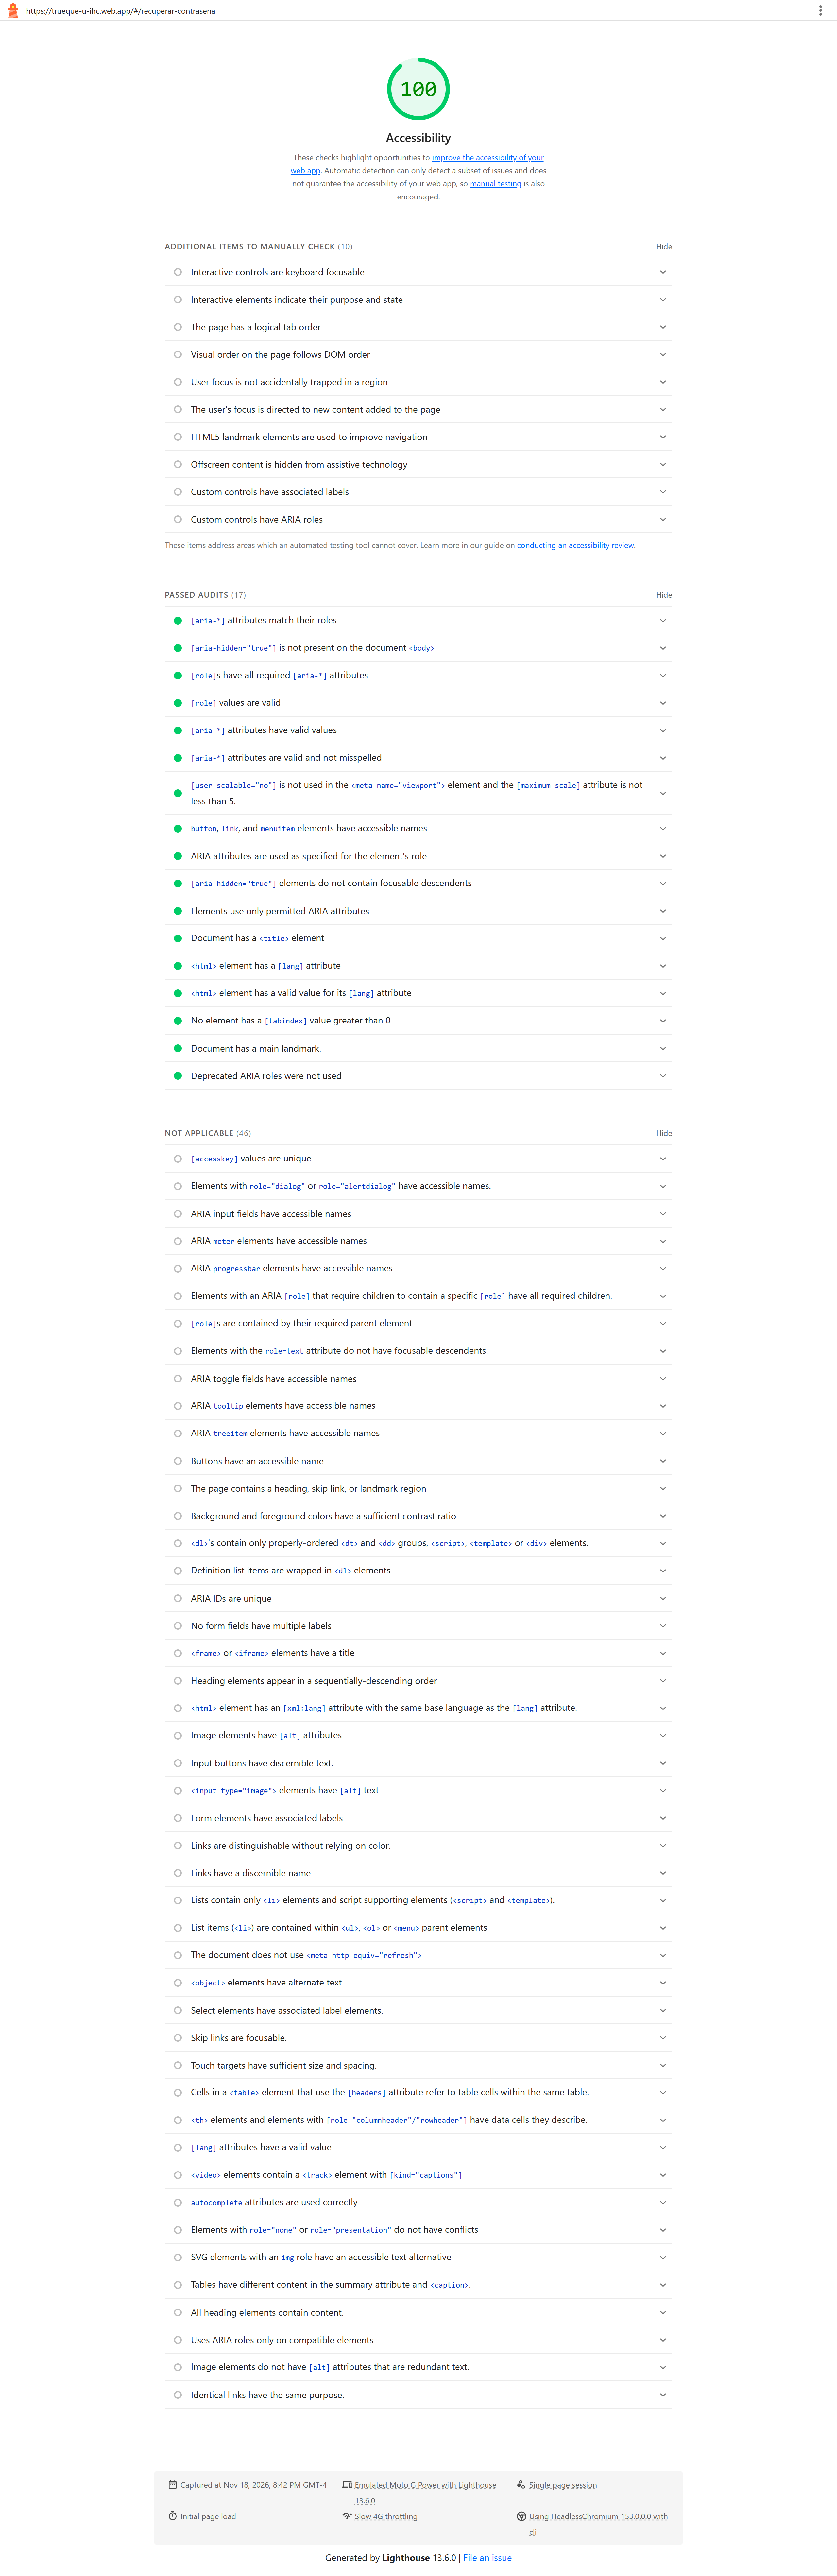 https://trueque-u-ihc.web.app/#/recuperar-contrasena
100
Accessibility
These checks highlight opportunities to improve the accessibility of your
web app. Automatic detection can only detect a subset of issues and does
not guarantee the accessibility of your web app, so manual testing is also
encouraged.
ADDITIONAL ITEMS TO MANUALLY CHECK (10)
Hide
Interactive controls are keyboard focusable
Interactive elements indicate their purpose and state
The page has a logical tab order
Visual order on the page follows DOM order
User focus is not accidentally trapped in a region
The user's focus is directed to new content added to the page
HTML5 landmark elements are used to improve navigation
Offscreen content is hidden from assistive technology
Custom controls have associated labels
Custom controls have ARIA roles
These items address areas which an automated testing tool cannot cover. Learn more in our guide on conducting an accessibility review.
PASSED AUDITS (17)
Hide
[aria-*] attributes match their roles
[aria-hidden="true"] is not present on the document <body>
[role]s have all required [aria-*] attributes
[role] values are valid
[aria-*] attributes have valid values
[aria-*] attributes are valid and not misspelled
[user-scalable="no"] is not used in the <meta name="viewport"> element and the [maximum-scale] attribute is not
less than 5.
button, link, and menuitem elements have accessible names
ARIA attributes are used as specified for the element's role
[aria-hidden="true"] elements do not contain focusable descendents
Elements use only permitted ARIA attributes
Document has a <title> element
<html> element has a [lang] attribute
<html> element has a valid value for its [lang] attribute
No element has a [tabindex] value greater than 0
Document has a main landmark.
Deprecated ARIA roles were not used
NOT APPLICABLE (46)
Hide
[accesskey] values are unique
Elements with role="dialog" or role="alertdialog" have accessible names.
ARIA input fields have accessible names
ARIA meter elements have accessible names
ARIA progressbar elements have accessible names
Elements with an ARIA [role] that require children to contain a specific [role] have all required children.
[role]s are contained by their required parent element
Elements with the role=text attribute do not have focusable descendents.
ARIA toggle fields have accessible names
ARIA tooltip elements have accessible names
ARIA treeitem elements have accessible names
Buttons have an accessible name
The page contains a heading, skip link, or landmark region
Background and foreground colors have a sufficient contrast ratio
<dl>'s contain only properly-ordered <dt> and <dd> groups, <script>, <template> or <div> elements.
Definition list items are wrapped in <dl> elements
ARIA IDs are unique
No form fields have multiple labels
<frame> or <iframe> elements have a title
Heading elements appear in a sequentially-descending order
<html> element has an [xml:lang] attribute with the same base language as the [lang] attribute.
Image elements have [alt] attributes
Input buttons have discernible text.
<input type="image"> elements have [alt] text
Form elements have associated labels
Links are distinguishable without relying on color.
Links have a discernible name
Lists contain only <li> elements and script supporting elements (<script> and <template>).
List items (<li>) are contained within <ul>, <ol> or <menu> parent elements
The document does not use <meta http-equiv="refresh">
<object> elements have alternate text
Select elements have associated label elements.
Skip links are focusable.
Touch targets have sufficient size and spacing.
Cells in a <table> element that use the [headers] attribute refer to table cells within the same table.
<th> elements and elements with [role="columnheader"/"rowheader"] have data cells they describe.
[lang] attributes have a valid value
<video> elements contain a <track> element with [kind="captions"]
autocomplete attributes are used correctly
Elements with role="none" or role="presentation" do not have conflicts
SVG elements with an img role have an accessible text alternative
Tables have different content in the summary attribute and <caption>.
All heading elements contain content.
Uses ARIA roles only on compatible elements
Image elements do not have [alt] attributes that are redundant text.
Identical links have the same purpose.
Captured at Nov 18, 2026, 8:42 PM GMT-4
Emulated Moto G Power with Lighthouse
13.6.0
Single page session
Initial page load
Slow 4G throttling
Using HeadlessChromium 153.0.0.0 with
cli
Generated by Lighthouse 13.6.0 | File an issue